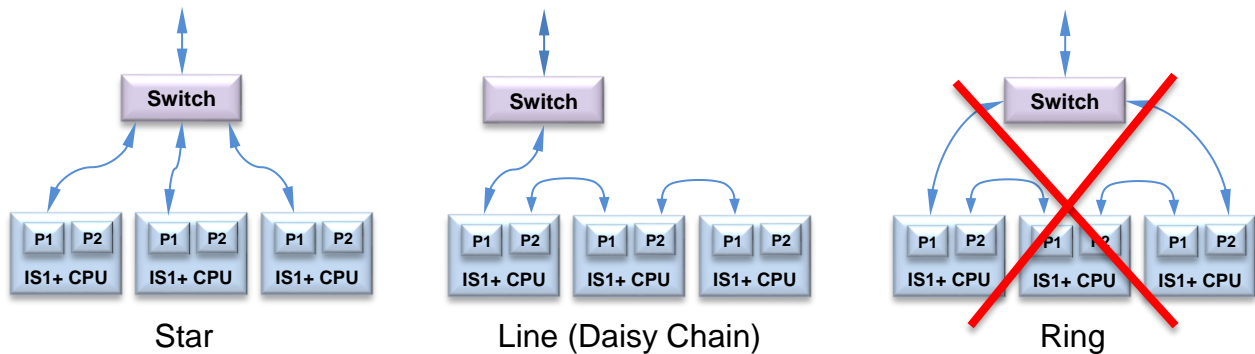 Switch
P1 P2 P1 P2 P1 P2
IS1+ CPU IS1+ CPU IS1+ CPU
Star
Switch
P1 P2 P1 P2 P1 P2
IS1+ CPU IS1+ CPU IS1+ CPU
Line (Daisy Chain)
Switch
P1 P2 P1 P2 P1 P2
IS1+ CPU IS1+ CPU IS1+ CPU
Ring